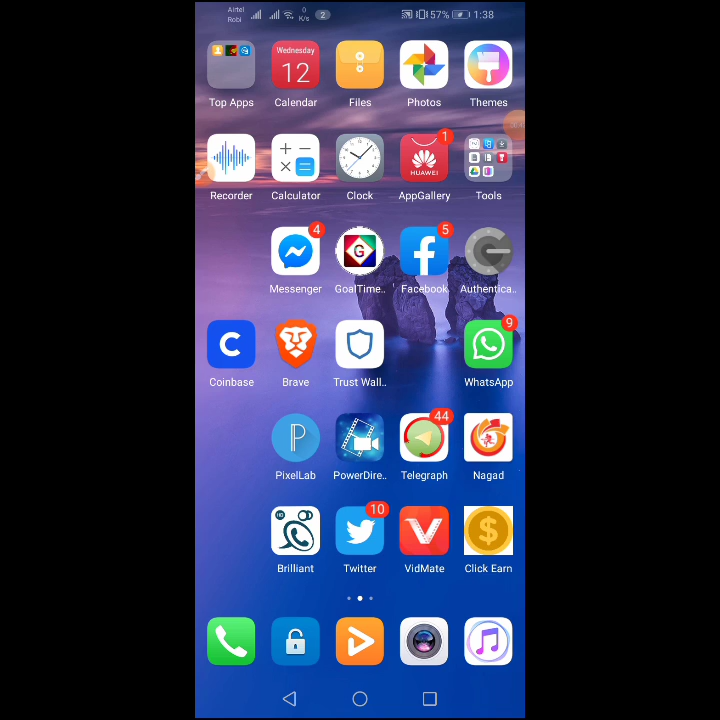 Airtel
Robi
0
K/s
2
57%
1:38
Wednesday
12
Top Apps
Calendar
Files
Photos
Themes
1
HUAWEI
Recorder
Calculator
Clock
AppGallery
Tools
4
G
5
Messenger
GoalTime..
Facebook
Authentica..
9
Coinbase
Brave
Trust Wall..
WhatsApp
44
PixelLab
PowerDire..
Telegraph
Nagad
HD
10
$
Brilliant
Twitter
VidMate
Click Earn